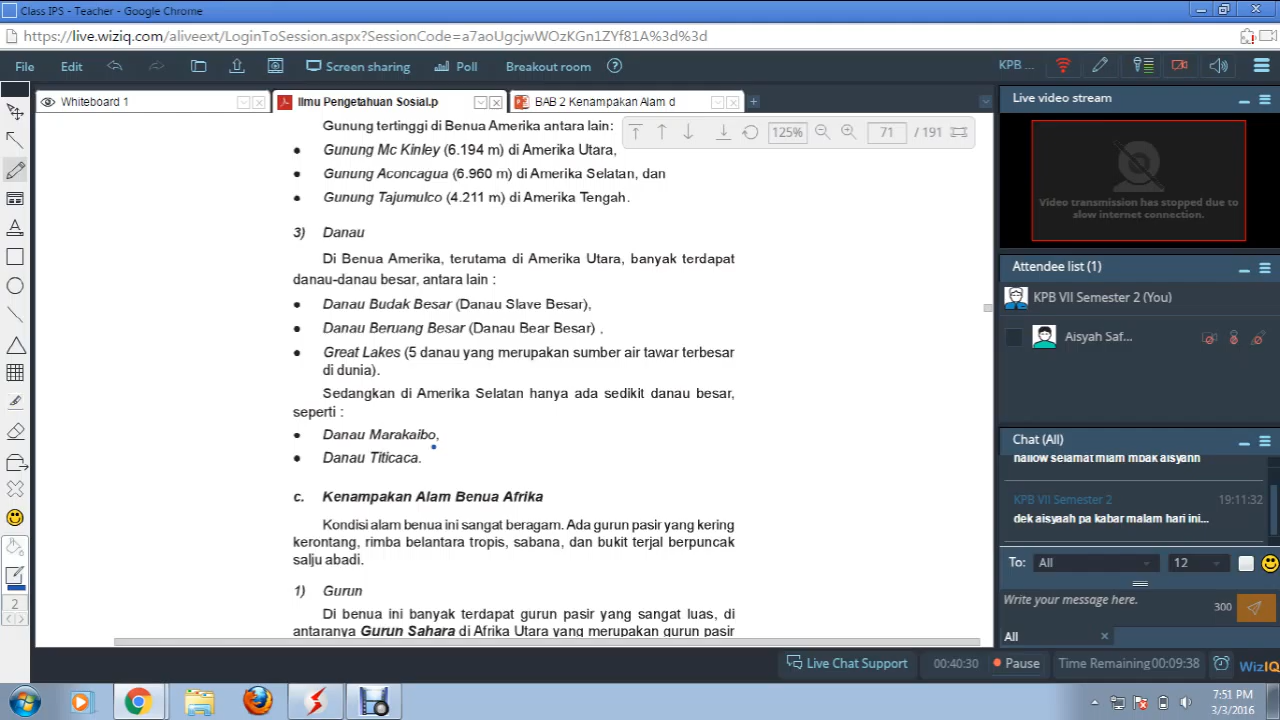 Class IPS - Teacher - Google Chrome
https://live.wiziq.com/aliveext/LoginToSession.aspx?SessionCode=a7aoUgcjwWOzKGn1ZYf81A%3d%3d
File Edit Screen sharing Poll Breakout room KPB ...
Whiteboard 1
Ilmu Pengetahuan Sosial.p
BAB 2 Kenampakan Alam d
125% 71 / 191
Gunung tertinggi di Benua Amerika antara lain:
• Gunung Mc Kinley (6.194 m) di Amerika Utara,
• Gunung Aconcagua (6.960 m) di Amerika Selatan, dan
• Gunung Tajumulco (4.211 m) di Amerika Tengah.
3) Danau
Di Benua Amerika, terutama di Amerika Utara, banyak terdapat
danau-danau besar, antara lain :
• Danau Budak Besar (Danau Slave Besar),
• Danau Beruang Besar (Danau Bear Besar) .
• Great Lakes (5 danau yang merupakan sumber air tawar terbesar
di dunia).
Sedangkan di Amerika Selatan hanya ada sedikit danau besar,
seperti :
• Danau Marakaibo,
• Danau Titicaca.
c. Kenampakan Alam Benua Afrika
Kondisi alam benua ini sangat beragam. Ada gurun pasir yang kering
kerontang, rimba belantara tropis, sabana, dan bukit terjal berpuncak
salju abadi.
1) Gurun
Di benua ini banyak terdapat gurun pasir yang sangat luas, di
antaranya Gurun Sahara di Afrika Utara yang merupakan gurun pasir
2
Live video stream
Video transmission has stopped due to
slow internet connection.
Attendee list (1)
KPB VII Semester 2 (You)
Aisyah Saf...
Chat (All)
hallow selamat mlam mbak aisyahh
KPB VII Semester 2 19:11:32
dek aisyaah pa kabar malam hari ini...
To: All 12
Write your message here.
300
All
Live Chat Support 00:40:30 Pause Time Remaining:00:09:38 WizIQ
7:51 PM
3/3/2016